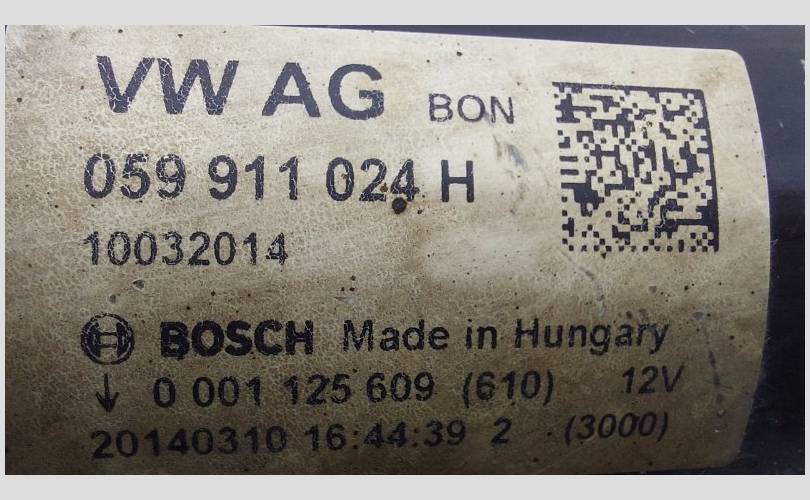 VW AG BON
059 911 024 H
10032014
BOSCH Made in Hungary
↓ 0 001 125 609 (610) 12V
20140310 16:44:39 2 (3000)